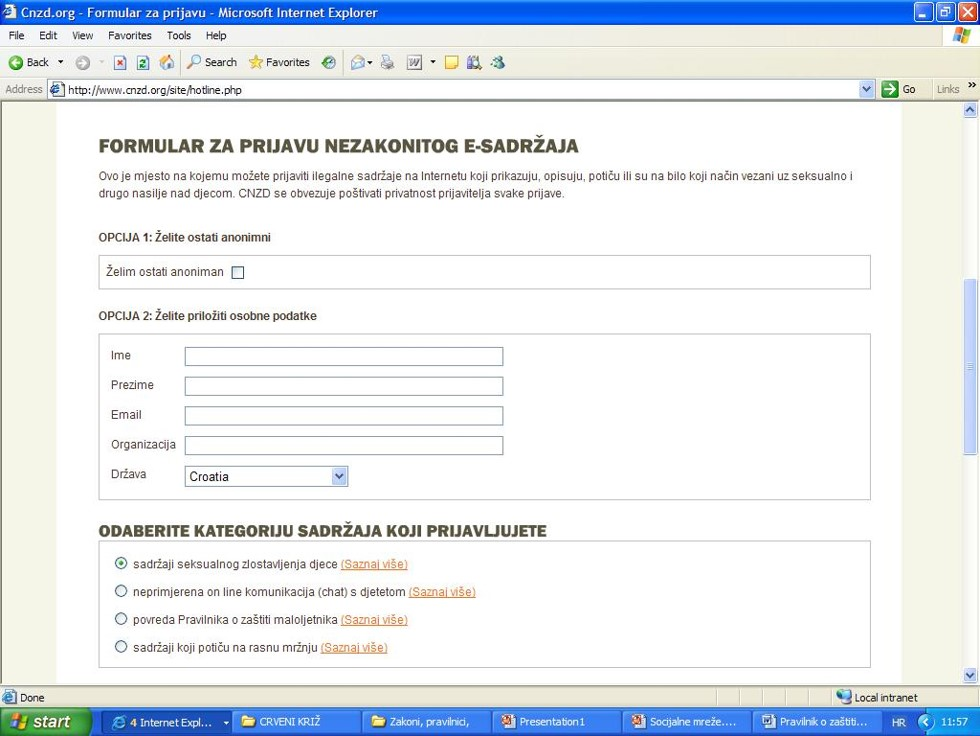 Cnzd.org - Formular za prijavu - Microsoft Internet Explorer
File Edit View Favorites Tools Help
Back Search Favorites
Address http://www.cnzd.org/site/hotline.php Go Links »
FORMULAR ZA PRIJAVU NEZAKONITOG E-SADRŽAJA
Ovo je mjesto na kojemu možete prijaviti ilegalne sadržaje na Internetu koji prikazuju, opisuju, potiču ili su na bilo koji način vezani uz seksualno i
drugo nasilje nad djecom. CNZD se obvezuje poštivati privatnost prijavitelja svake prijave.
OPCIJA 1: Želite ostati anonimni
Želim ostati anoniman
OPCIJA 2: Želite priložiti osobne podatke
Ime
Prezime
Email
Organizacija
Država Croatia
ODABERITE KATEGORIJU SADRŽAJA KOJI PRIJAVLJUJETE
sadržaji seksualnog zlostavljenja djece (Saznaj više)
neprimjerena on line komunikacija (chat) s djetetom (Saznaj više)
povreda Pravilnika o zaštiti maloljetnika (Saznaj više)
sadržaji koji potiču na rasnu mržnju (Saznaj više)
Done Local intranet
start 4 Internet Expl... CRVENI KRIŽ Zakoni, pravilnici, Presentation1 Socijalne mreže.... Pravilnik o zaštiti... HR 11:57